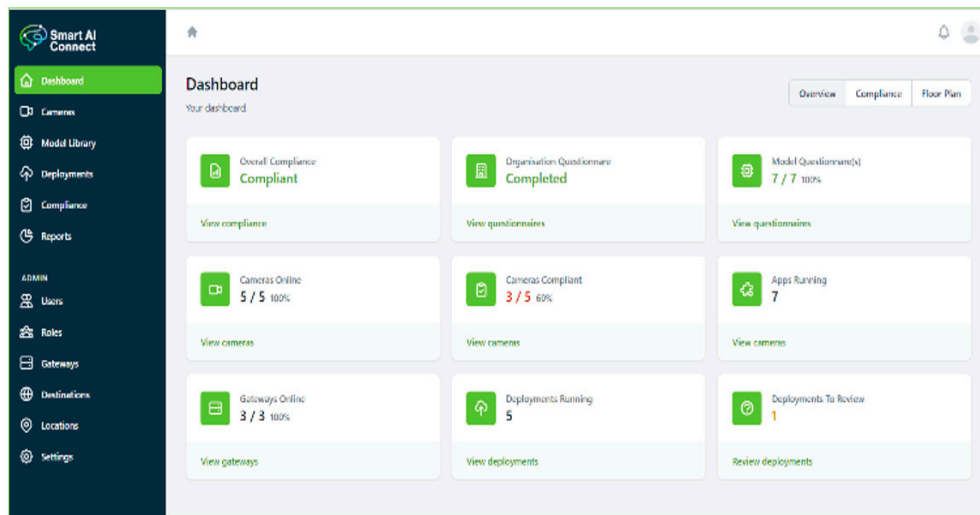 Smart AI
Connect
Dashboard
Cameras
Model Library
Deployments
Compliance
Reports
ADMIN
Users
Roles
Gateways
Destinations
Locations
Settings
Dashboard
Your dashboard.
Overview
Compliance
Floor Plan
Overall Compliance
Compliant
View compliance
Organisation Questionnare
Completed
View questionnaires
Model Questionnare(s)
7 / 7 100%
View questionnaires
Cameras Online
5 / 5 100%
View cameras
Cameras Compliant
3 / 5 60%
View cameras
Apps Running
7
View cameras
Gateways Online
3 / 3 100%
View gateways
Deployments Running
5
View deployments
Deployments To Review
1
Review deployments